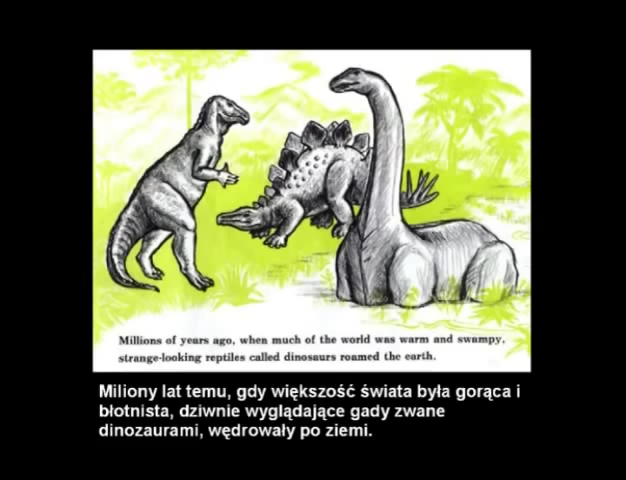 Millions of years ago, when much of the world was warm and swampy,
strange-looking reptiles called dinosaurs roamed the earth.
Miliony lat temu, gdy większość świata była gorąca i
błotnista, dziwnie wyglądające gady zwane
dinozaurami, wędrowały po ziemi.